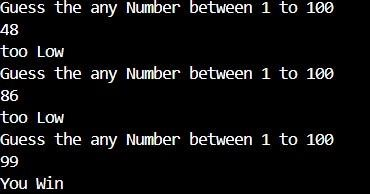 Guess the any Number between 1 to 100
48
too Low
Guess the any Number between 1 to 100
86
too Low
Guess the any Number between 1 to 100
99
You Win